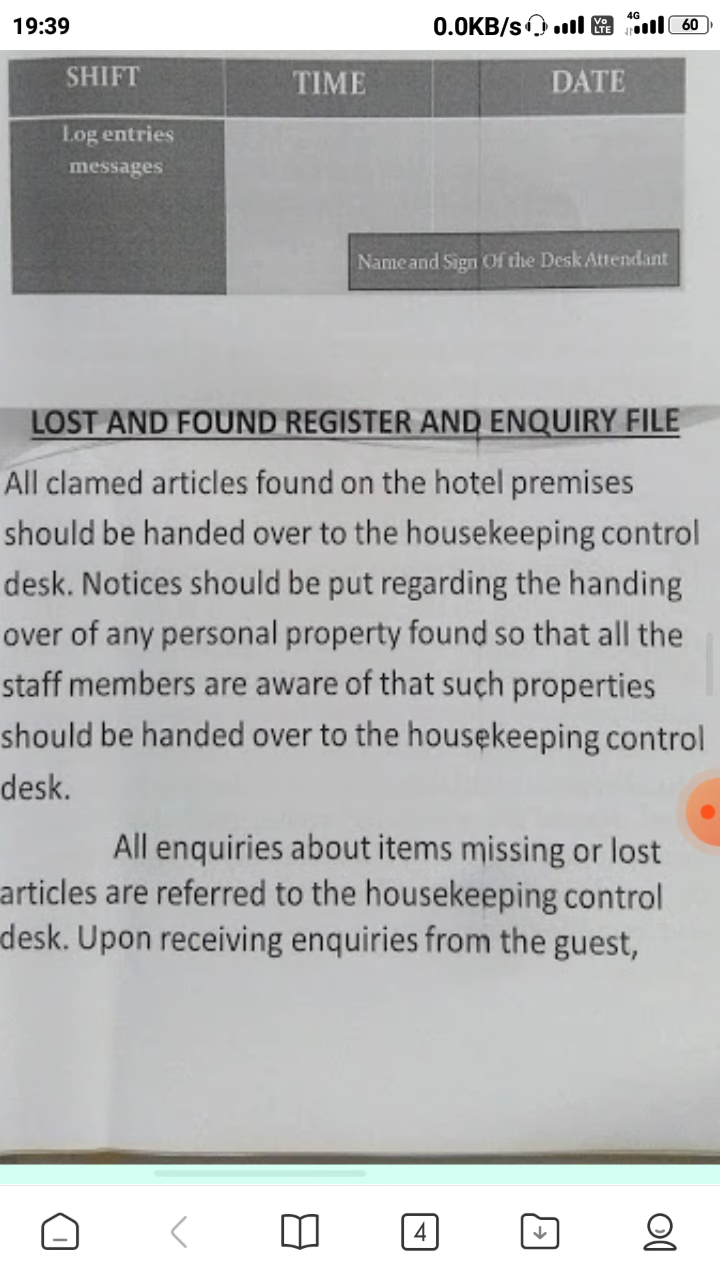 19:39
0.0KB/s Vo LTE 4G 60
SHIFT TIME DATE
Log entries
messages
Name and Sign Of the Desk Attendant
LOST AND FOUND REGISTER AND ENQUIRY FILE
All clamed articles found on the hotel premises
should be handed over to the housekeeping control
desk. Notices should be put regarding the handing
over of any personal property found so that all the
staff members are aware of that such properties
should be handed over to the housekeeping control
desk.
All enquiries about items missing or lost
articles are referred to the housekeeping control
desk. Upon receiving enquiries from the guest,
4